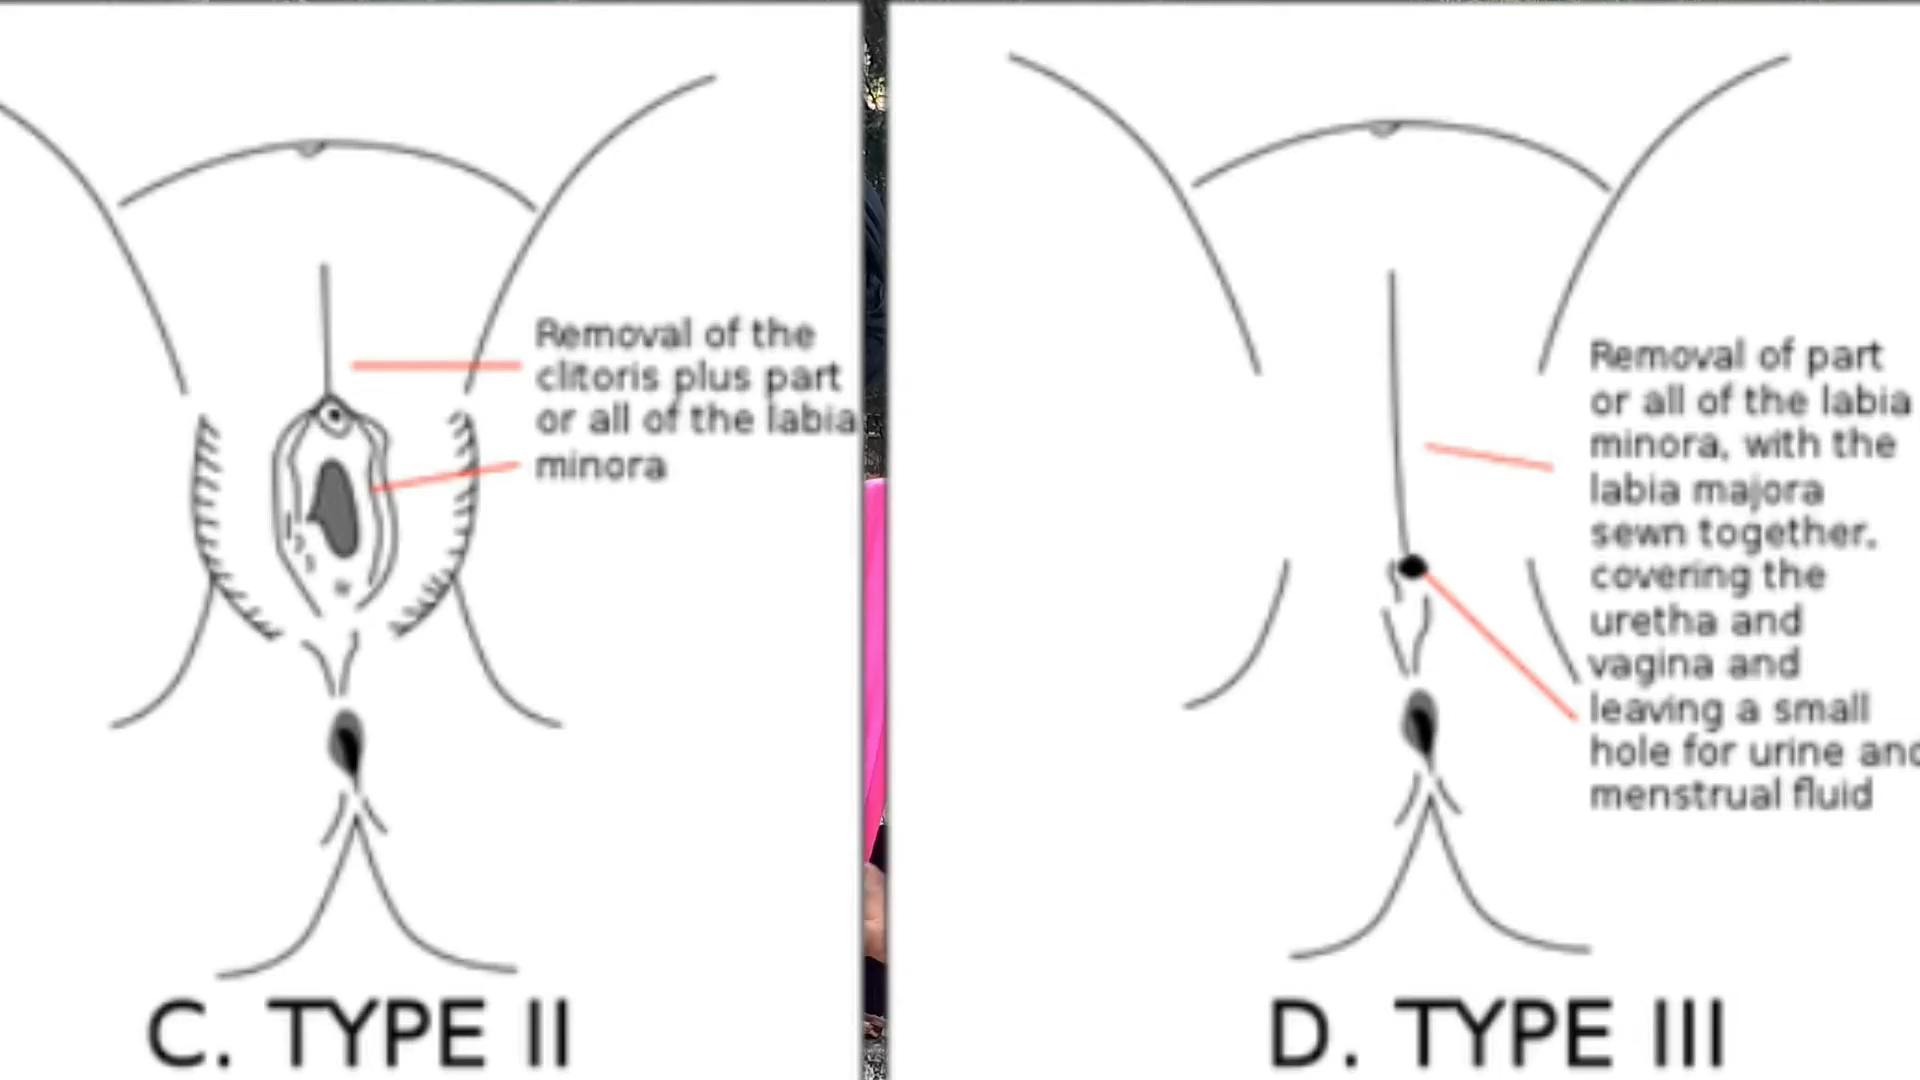 Removal of the
clitoris plus part
or all of the labia
minora
C. TYPE II
Removal of part
or all of the labia
minora, with the
labia majora
sewn together,
covering the
uretha and
vagina and
leaving a small
hole for urine and
menstrual fluid
D. TYPE III